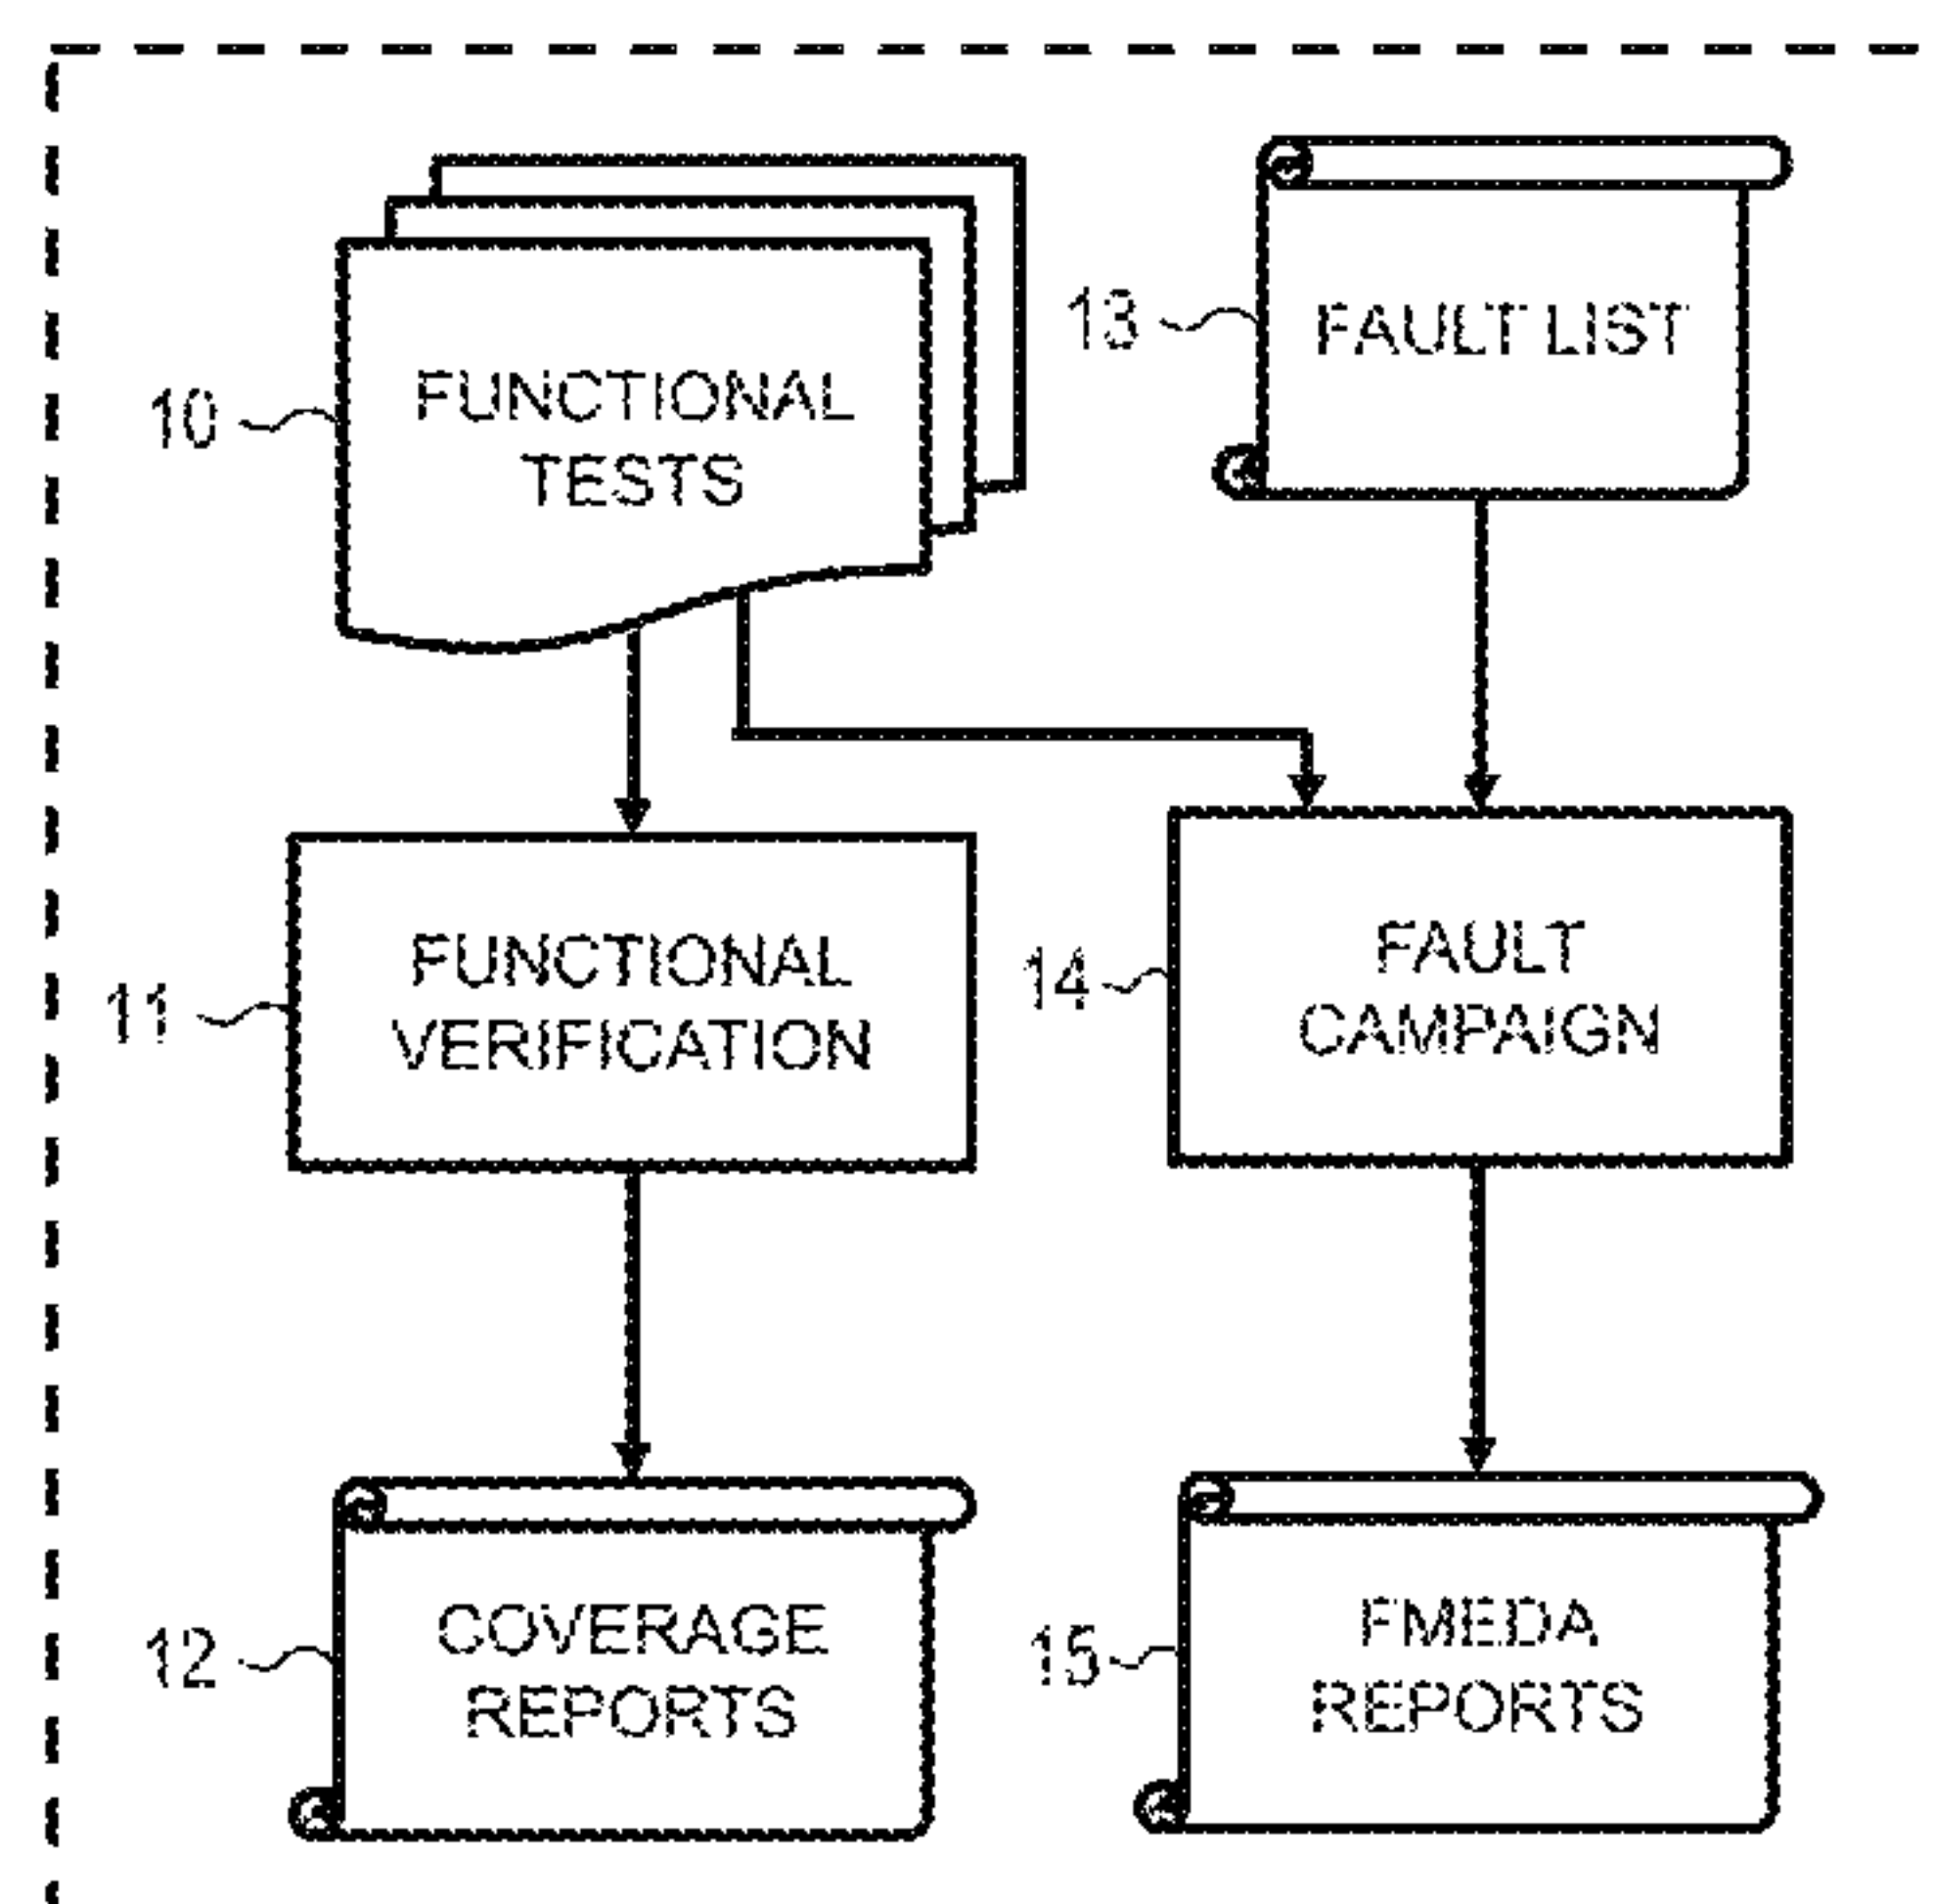 10
FUNCTIONAL
TESTS
13
FAULT LIST
11
FUNCTIONAL
VERIFICATION
14
FAULT
CAMPAIGN
12
COVERAGE
REPORTS
15
FMEDA
REPORTS